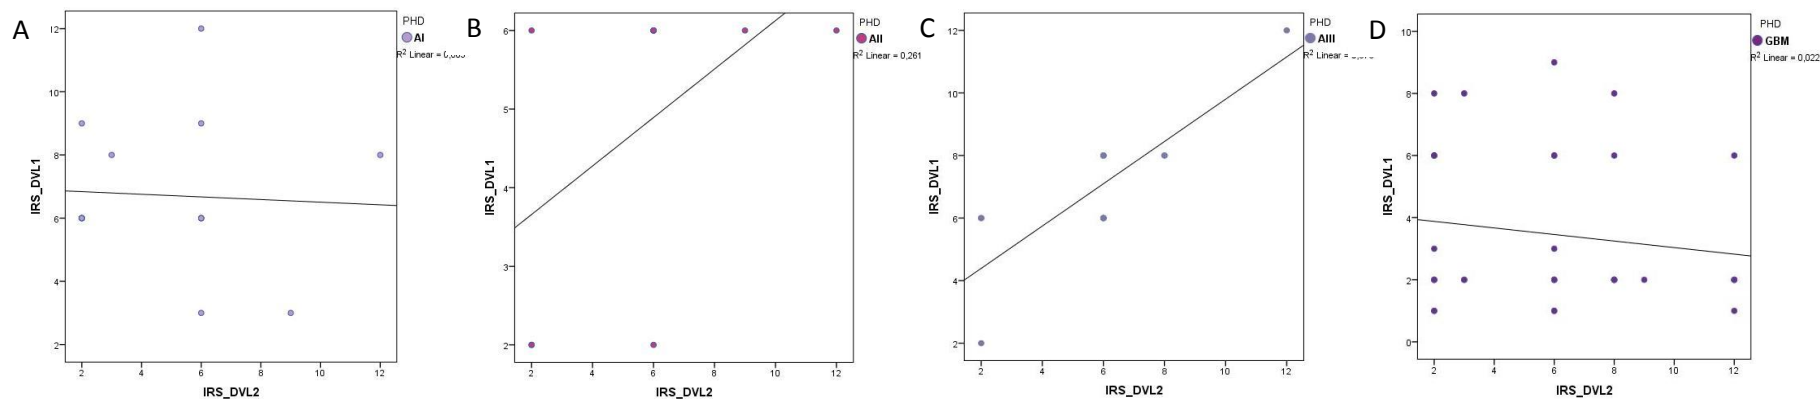 A
12
10
8
6
4
2
IRS_DVL1
2
4
6
8
10
12
IRS_DVL2
PHD
AI
R2 Linear =
B
6
5
4
3
2
IRS_DVL1
2
4
6
8
10
12
IRS_DVL2
PHD
AII
R2 Linear = 0,261
C
12
10
8
6
4
2
IRS_DVL1
2
4
6
8
10
12
IRS_DVL2
PHD
AIII
R2 Linear =
D
10
8
6
4
2
0
IRS_DVL1
2
4
6
8
10
12
IRS_DVL2
PHD
GBM
R2 Linear = 0,022